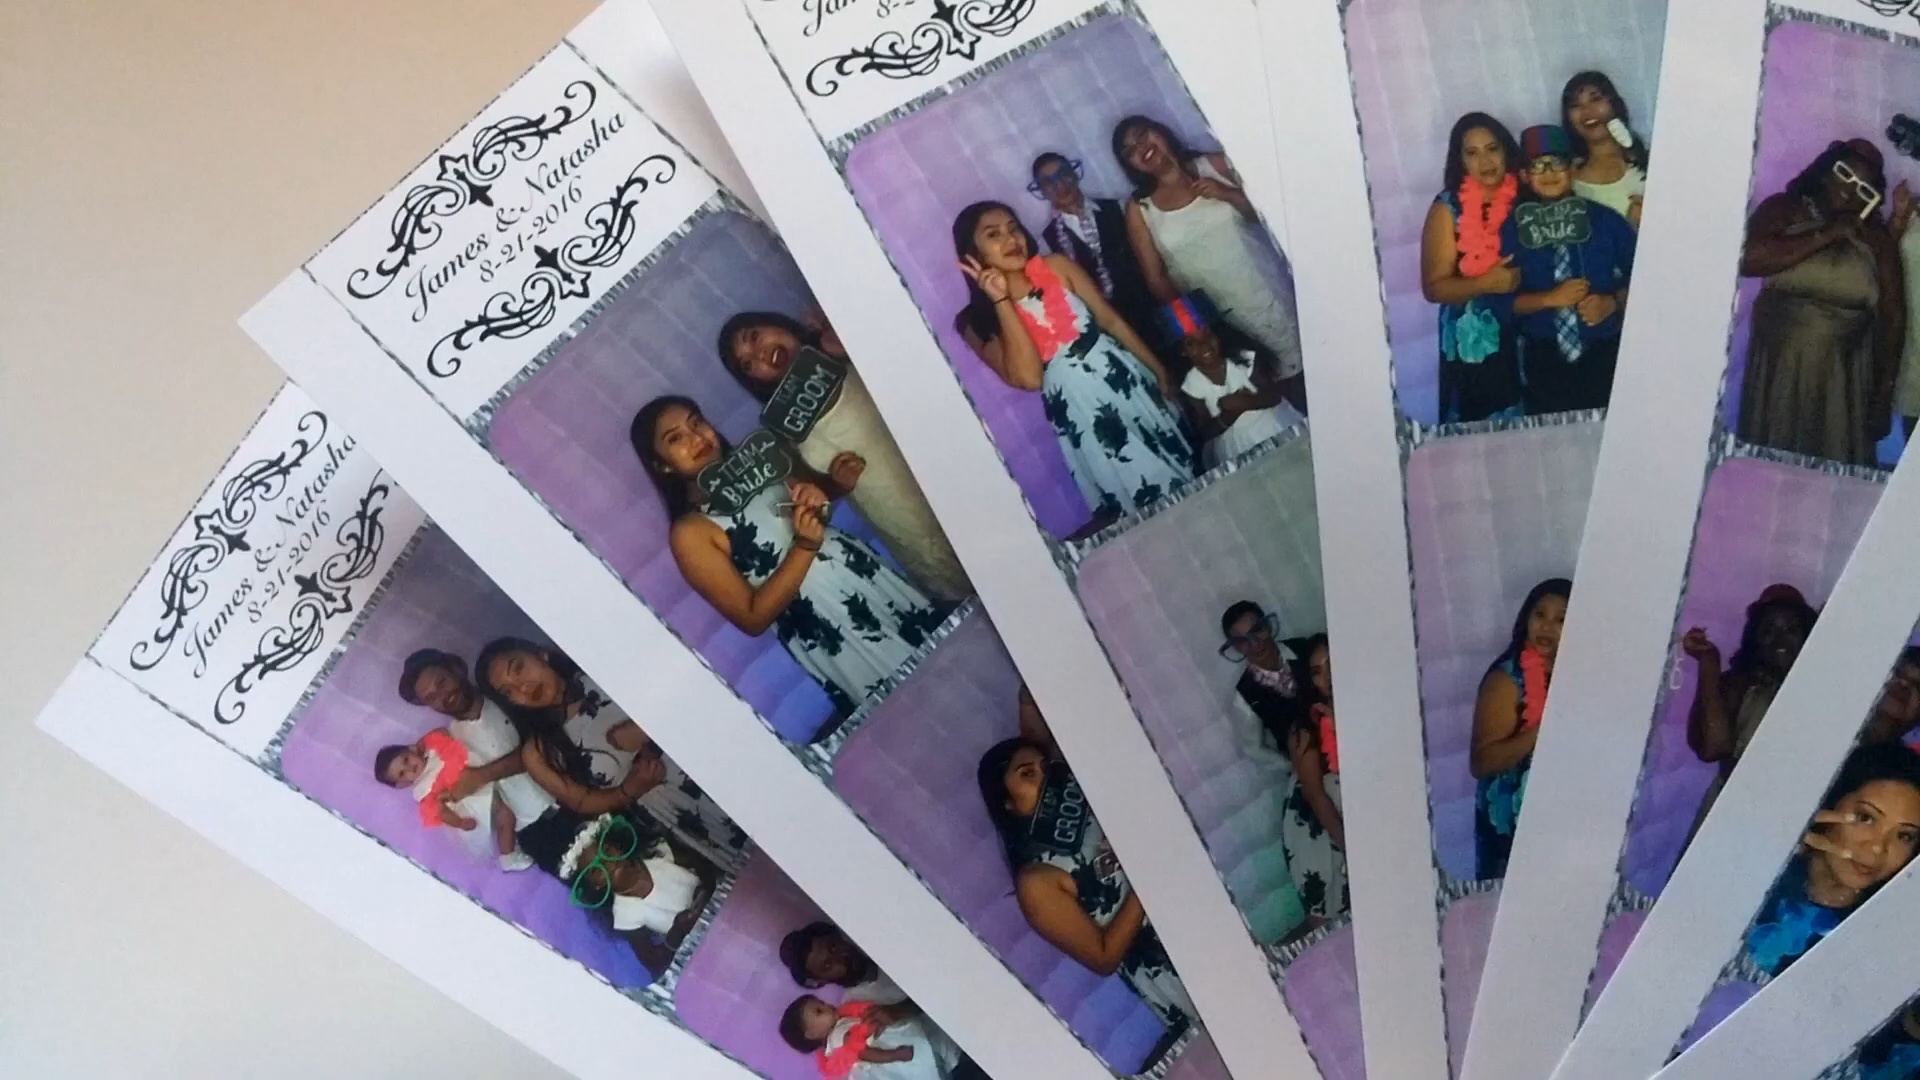 James & Natasha
8-21-2016
James & Natasha
8-21-2016
TEAM
GROOM
TEAM
Bride
TEAM
GROOM
TEAM
Bride